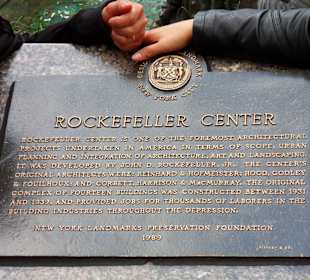 NEW YORK CITY
ROCKEFELLER CENTER
ROCKEFELLER CENTER IS ONE OF THE FOREMOST ARCHITECTURAL
PROJECTS UNDERTAKEN IN AMERICA IN TERMS OF SCOPE, URBAN
PLANNING AND INTEGRATION OF ARCHITECTURE, ART AND LANDSCAPING.
IT WAS DEVELOPED BY JOHN D. ROCKEFELLER, JR. THE CENTER'S
ORIGINAL ARCHITECTS WERE: REINHARD & HOFMEISTER; HOOD, GODLEY
& FOUILHOUX; AND CORBETT, HARRISON & MACMURRAY. THE ORIGINAL
COMPLEX OF FOURTEEN BUILDINGS WAS CONSTRUCTED BETWEEN 1931
AND 1939, AND PROVIDED JOBS FOR THOUSANDS OF LABORERS IN THE
BUILDING INDUSTRIES THROUGHOUT THE DEPRESSION.
NEW YORK LANDMARKS PRESERVATION FOUNDATION
1989